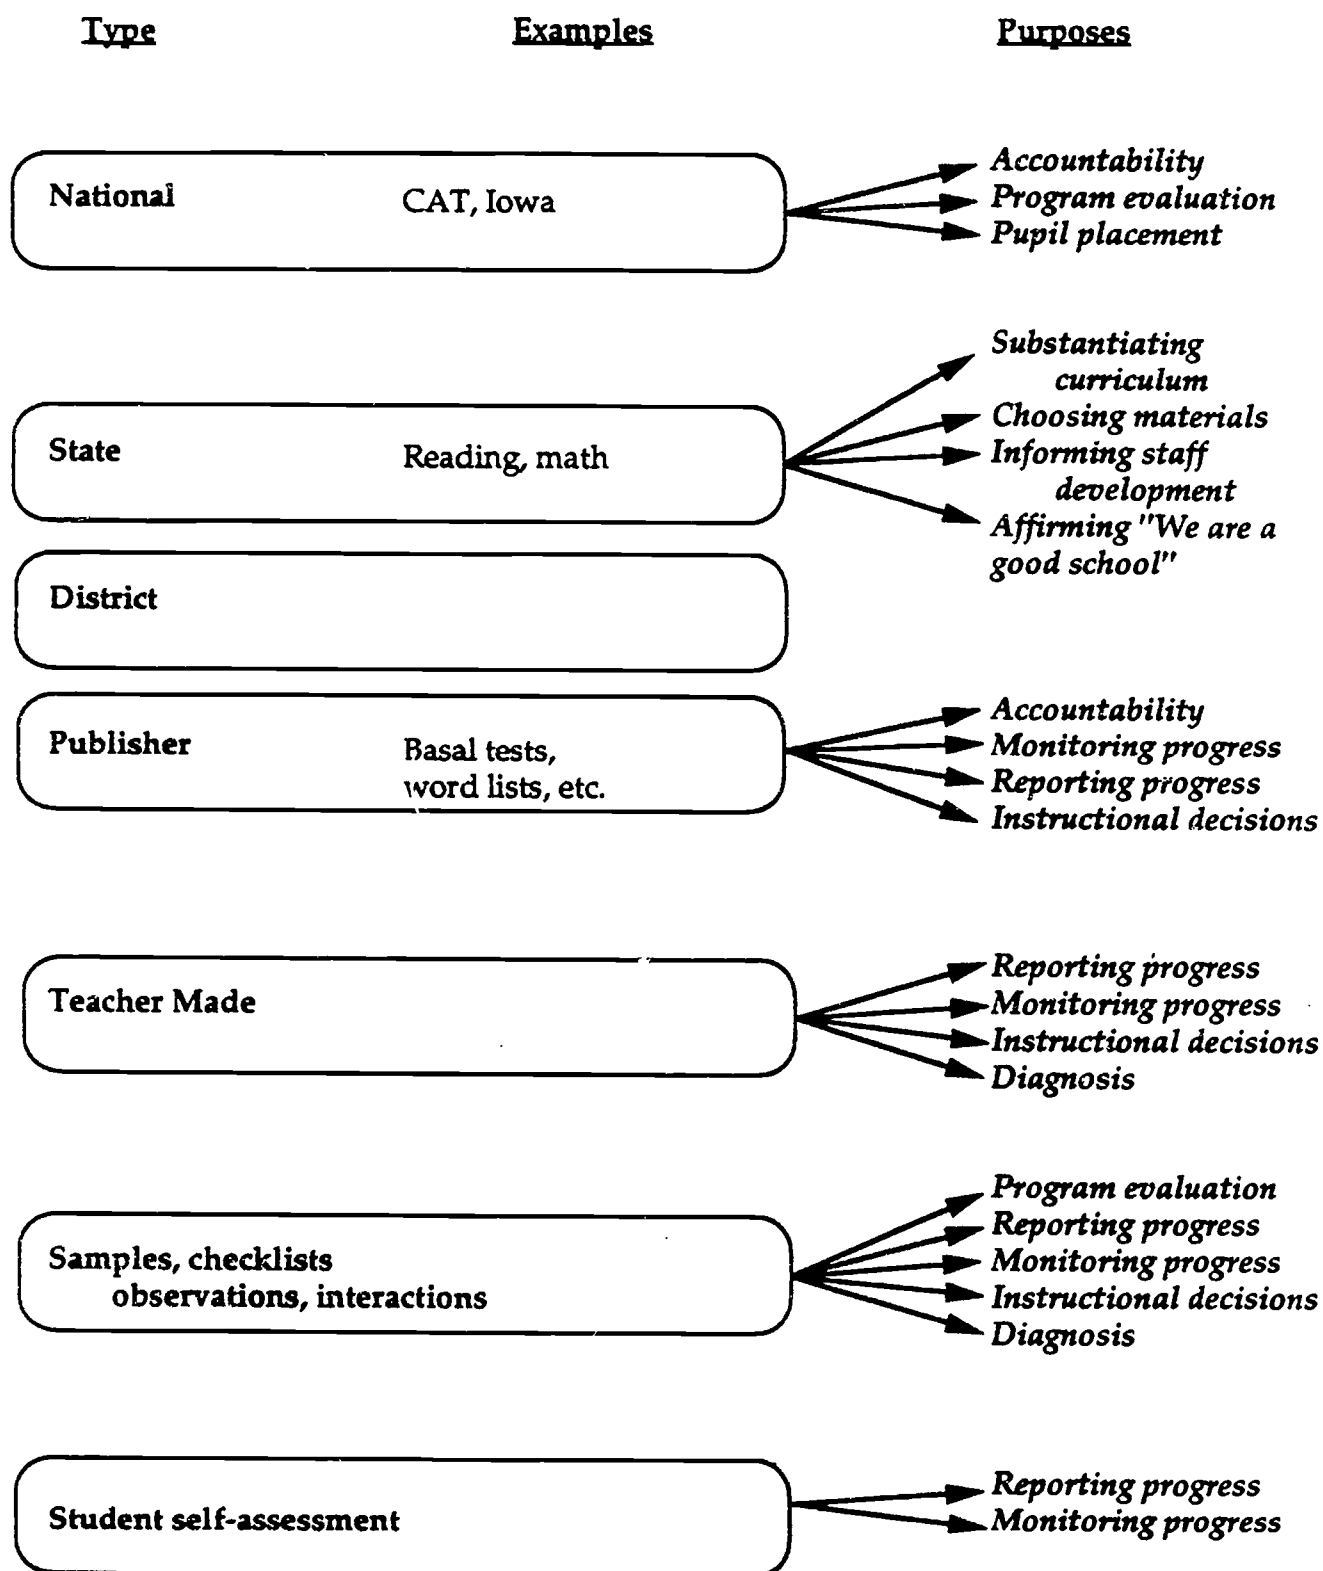 Type Examples Purposes
National CAT, Iowa
Accountability
Program evaluation
Pupil placement
State Reading, math
Substantiating
curriculum
Choosing materials
Informing staff
development
Affirming "We are a
good school"
District
Publisher Basal tests,
word lists, etc.
Accountability
Monitoring progress
Reporting progress
Instructional decisions
Teacher Made
Reporting progress
Monitoring progress
Instructional decisions
Diagnosis
Samples, checklists
observations, interactions
Program evaluation
Reporting progress
Monitoring progress
Instructional decisions
Diagnosis
Student self-assessment
Reporting progress
Monitoring progress